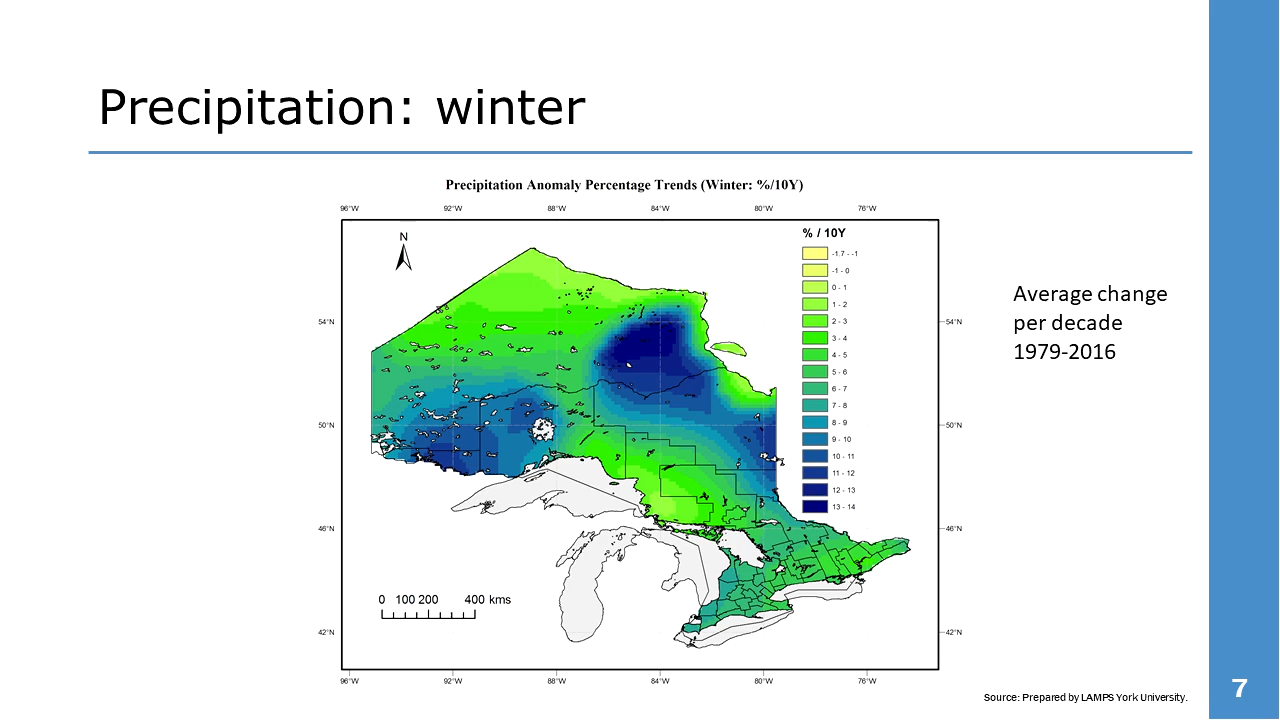 Precipitation: winter
Precipitation Anomaly Percentage Trends (Winter: %/10Y)
96°W 92°W 88°W 84°W 80°W 76°W
N
% / 10Y
-1.7 - -1
-1 - 0
0 - 1
1 - 2
2 - 3
3 - 4
4 - 5
5 - 6
6 - 7
7 - 8
8 - 9
9 - 10
10 - 11
11 - 12
12 - 13
13 - 14
54°N 54°N
50°N 50°N
46°N 46°N
42°N 42°N
0 100 200 400 kms
96°W 92°W 88°W 84°W 80°W 76°W
Average change
per decade
1979-2016
Source: Prepared by LAMPS York University.
7